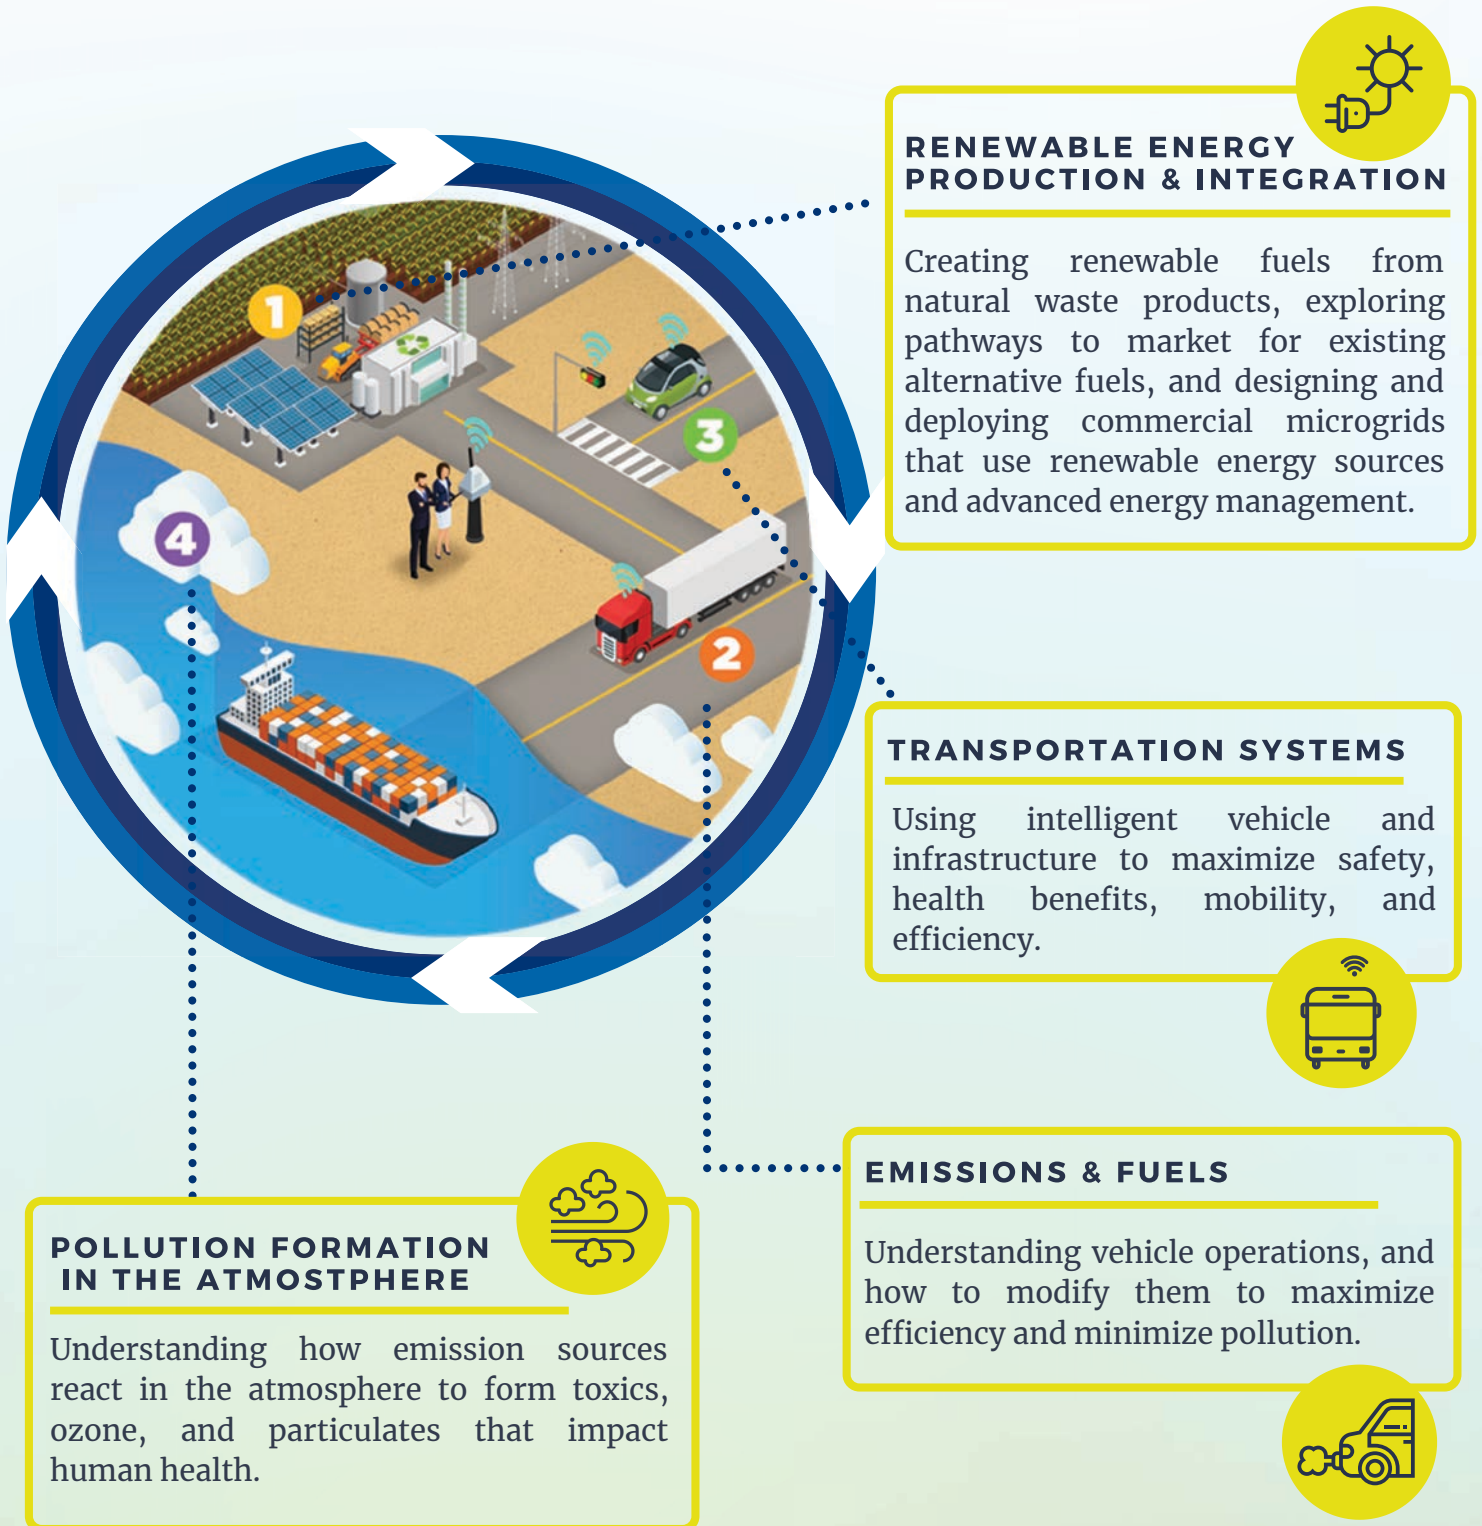 RENEWABLE ENERGY
PRODUCTION & INTEGRATION
Creating renewable fuels from
natural waste products, exploring
pathways to market for existing
alternative fuels, and designing and
deploying commercial microgrids
that use renewable energy sources
and advanced energy management.
1
3
4
2
TRANSPORTATION SYSTEMS
Using intelligent vehicle and
infrastructure to maximize safety,
health benefits, mobility, and
efficiency.
EMISSIONS & FUELS
Understanding vehicle operations, and
how to modify them to maximize
efficiency and minimize pollution.
POLLUTION FORMATION
IN THE ATMOSTPHERE
Understanding how emission sources
react in the atmosphere to form toxics,
ozone, and particulates that impact
human health.